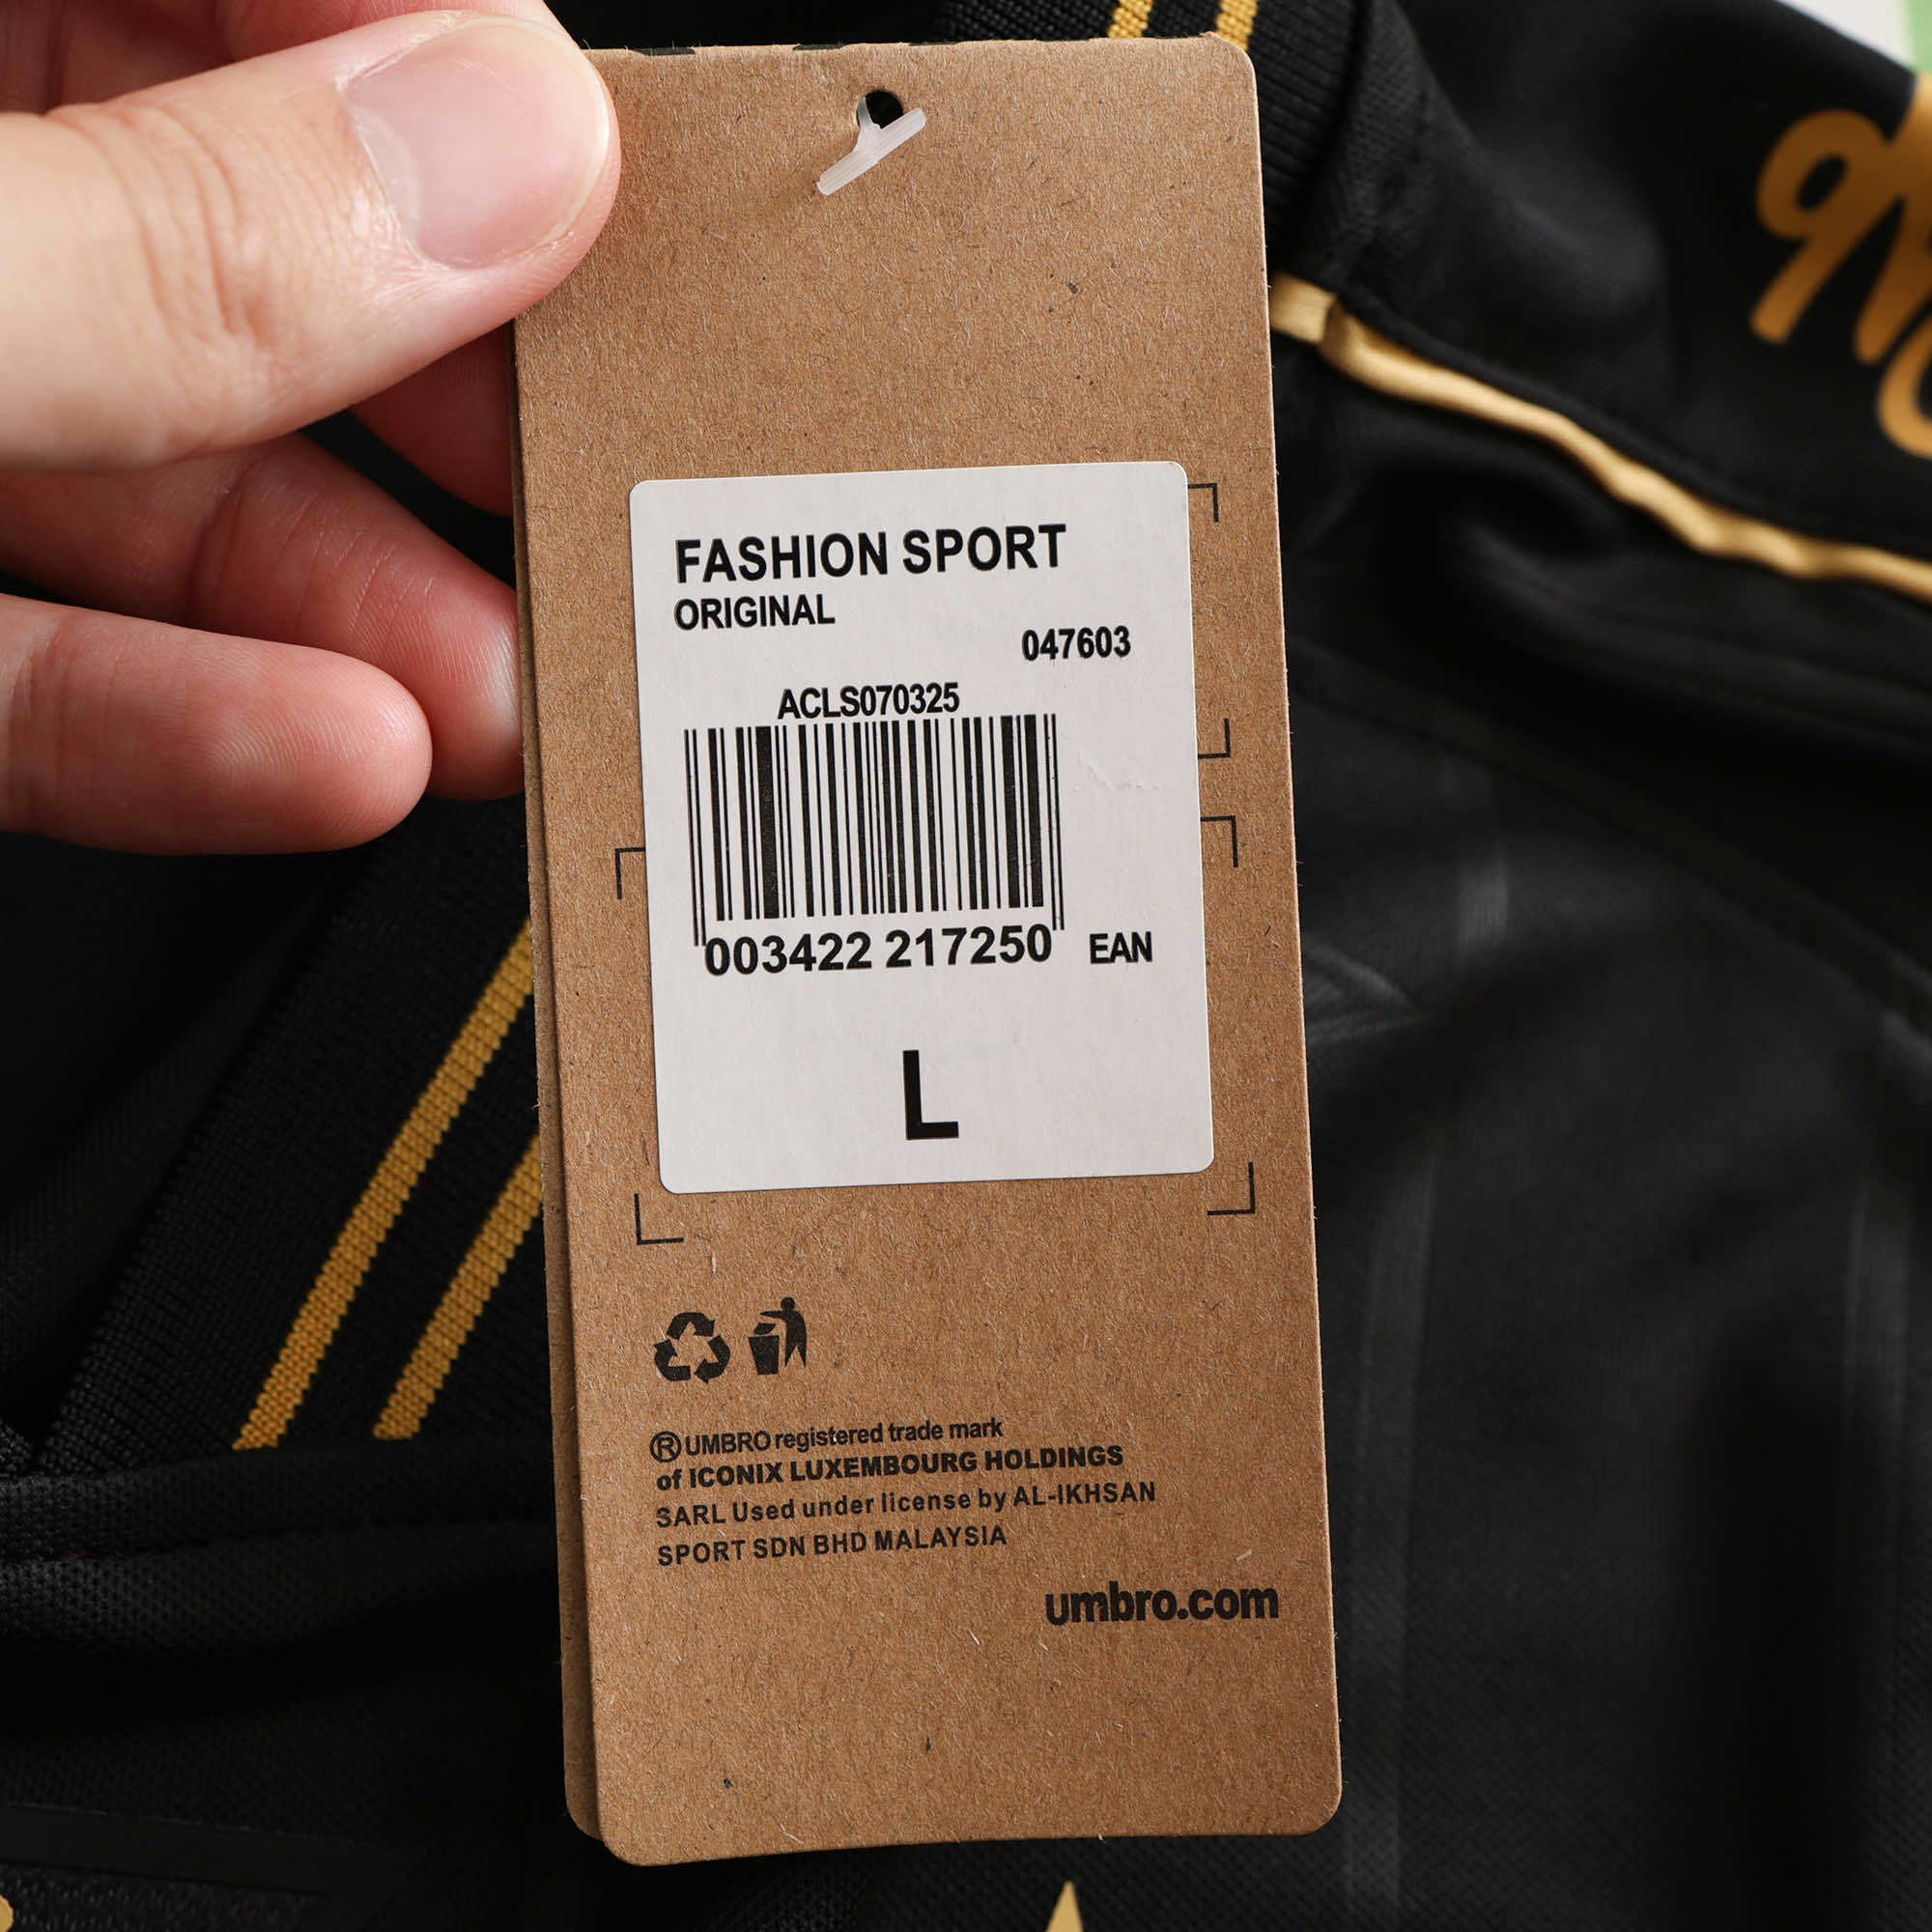 FASHION SPORT
ORIGINAL
047603
ACLS070325
003422 217250 EAN
L
®UMBRO registered trade mark
of ICONIX LUXEMBOURG HOLDINGS
SARL Used under license by AL-IKHSAN
SPORT SDN BHD MALAYSIA
umbro.com